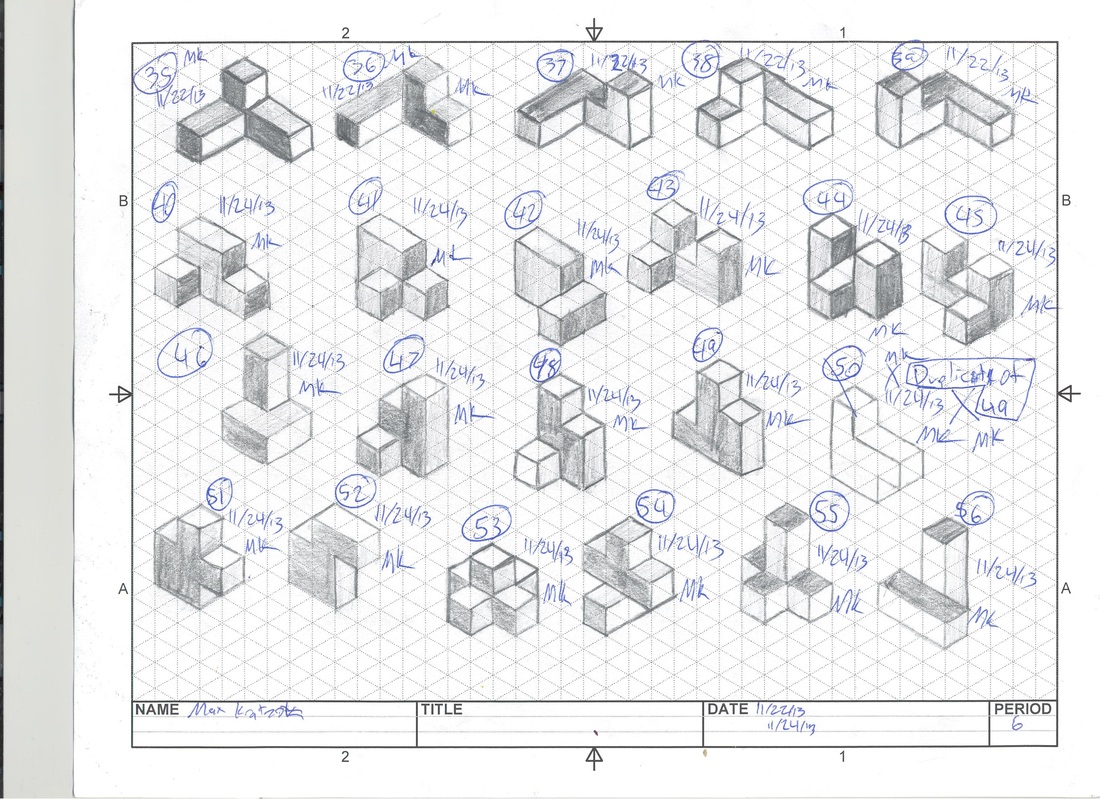 2 1
35 MK 11/22/13
36 MK 11/22/13 MK
37 11/22/13 MK
38 11/22/13 MK
39 11/22/13 MK
B B
40 11/24/13 MK
41 11/24/13 MK
42 11/24/13 MK
43 11/24/13 MK
44 11/24/13 MK
45 11/24/13 MK
46 11/24/13 MK
47 11/24/13 MK
48 11/24/13 MK
49 11/24/13 MK
50 MK X Duplicate of
11/24/13 X 49
MK MK
51 11/24/13 MK
52 11/24/13 MK
53 11/24/13 MK
54 11/24/13 MK
55 11/24/13 MK
56 11/24/13 MK
A A
NAME Max TITLE DATE 11/22/13 PERIOD
11/24/13 6
2 1